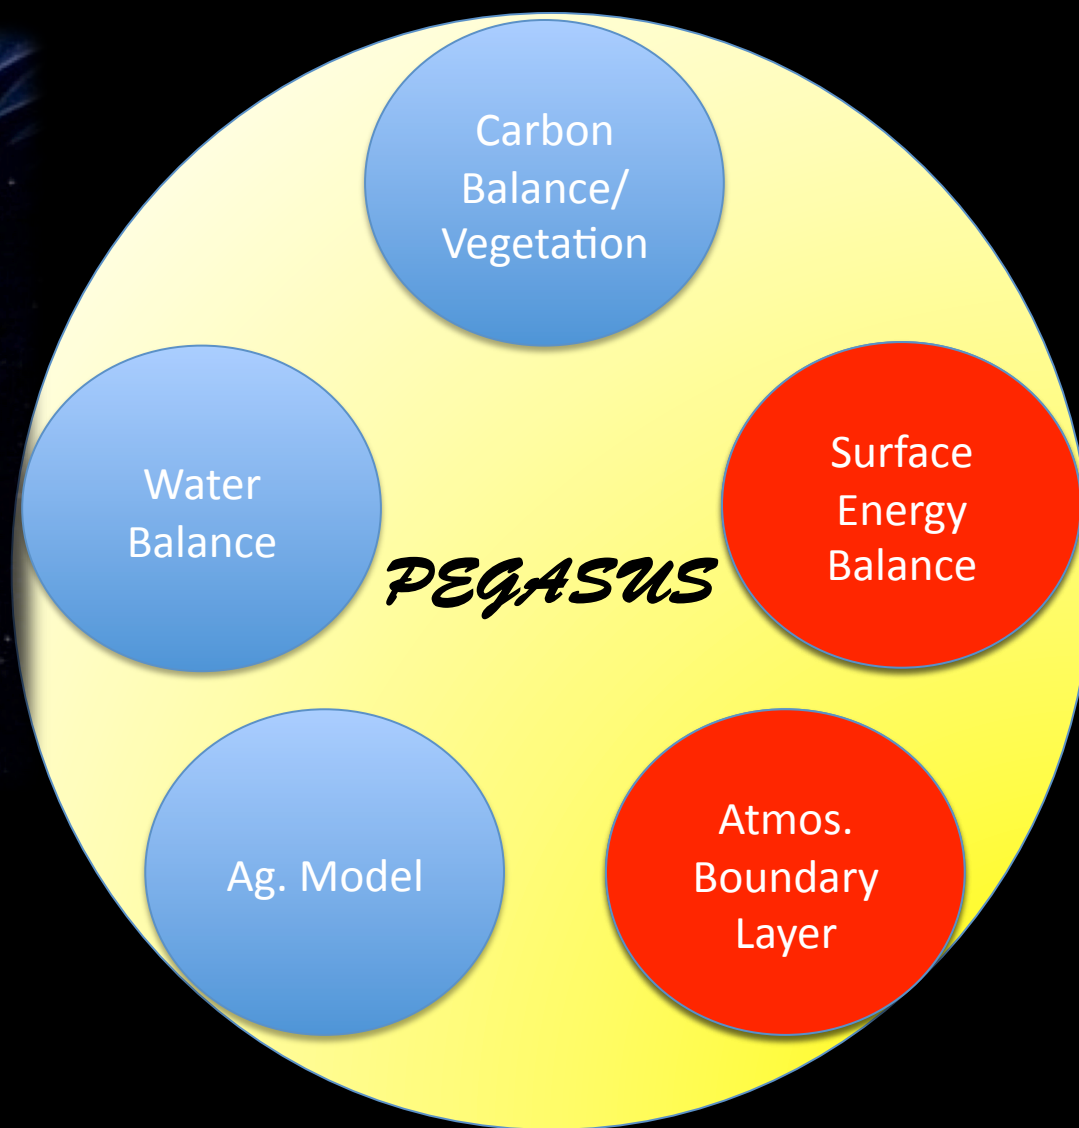 Carbon
Balance/
Vegetation
Water
Balance
Surface
Energy
Balance
PEGASUS
Ag. Model
Atmos.
Boundary
Layer